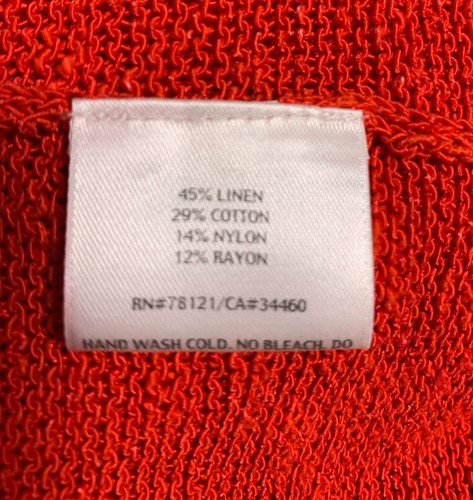 45% LINEN
29% COTTON
14% NYLON
12% RAYON
RN#78121/CA#34460
HAND WASH COLD. NO BLEACH. DO